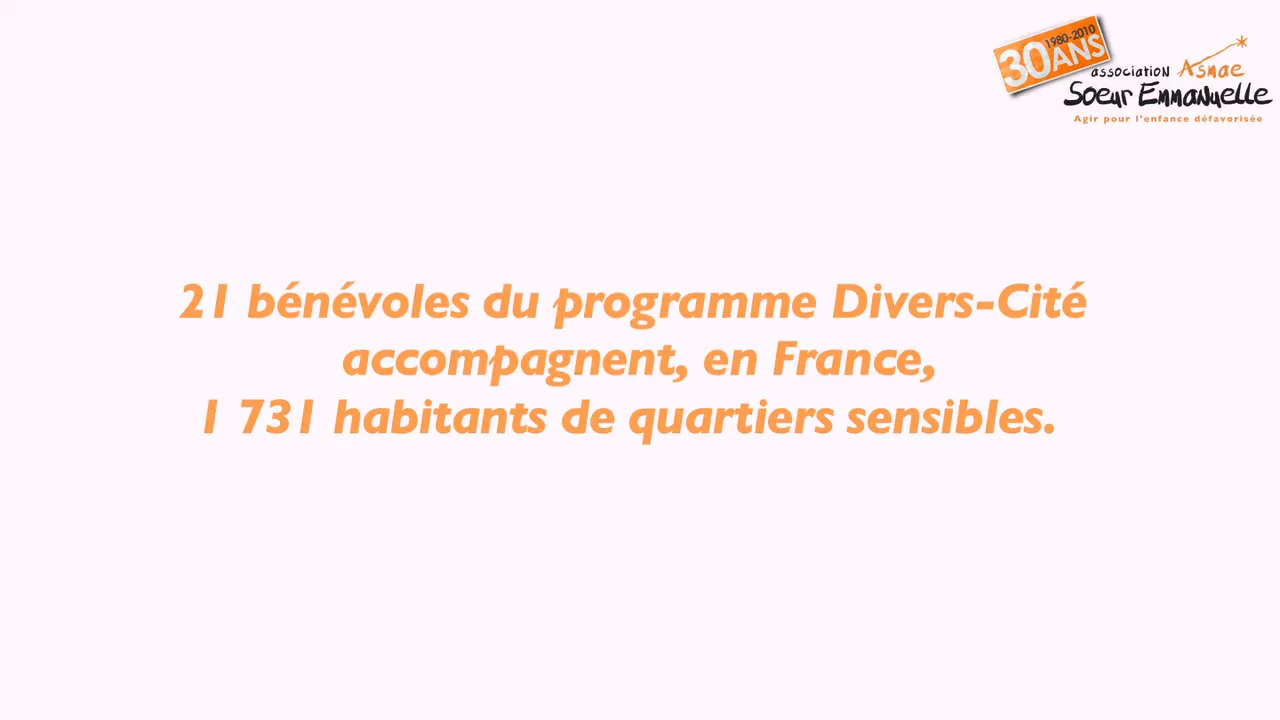 1980-2010
30 ANS
association Asmae
Soeur Emmanuelle
Agir pour l'enfance défavorisée
21 bénévoles du programme Divers-Cité
accompagnent, en France,
1 731 habitants de quartiers sensibles.